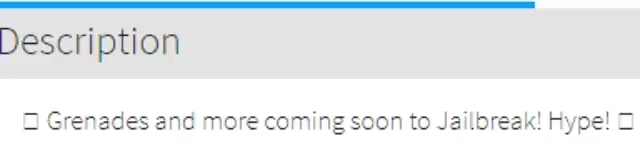 Description
□ Grenades and more coming soon to Jailbreak! Hype! □